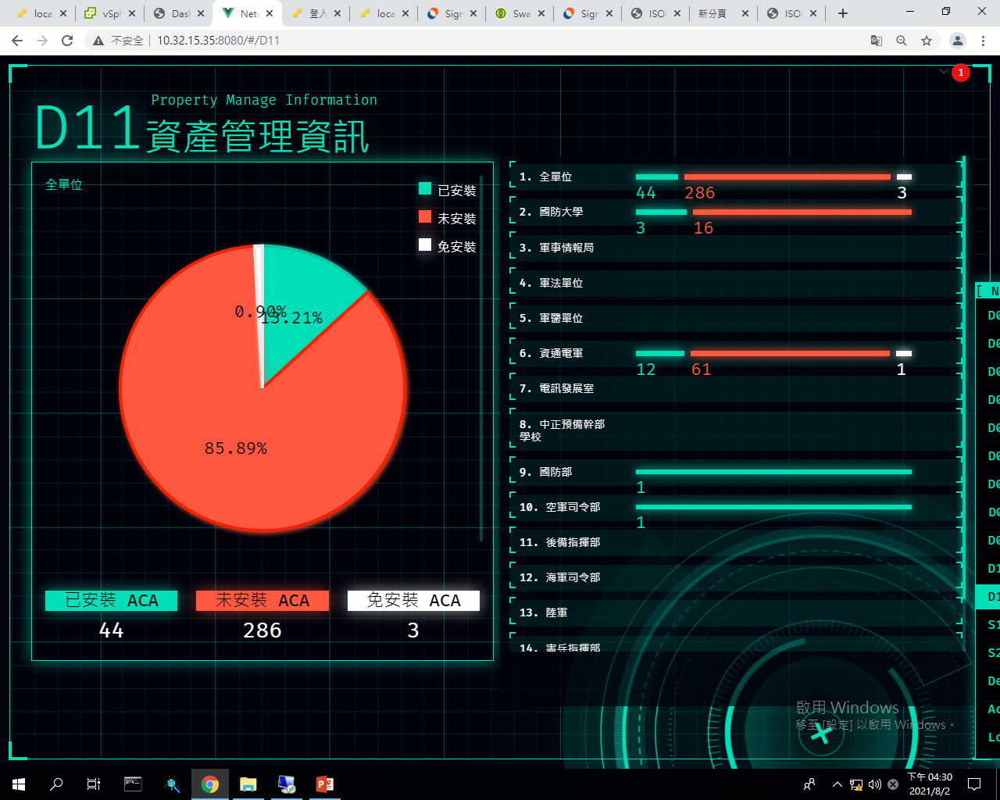 loca
vSph
Dasl
Netv
登入
loca
Sign
Swa
Sign
ISOi
新分頁
ISOi
不安全
10.32.15.35:8080/#/D11
1
Property Manage Information
D11資產管理資訊
全單位
已安裝
未安裝
免安裝
0.90%
13.21%
85.89%
已安裝 ACA
未安裝 ACA
免安裝 ACA
44
286
3
1. 全單位
44
286
3
2. 國防大學
3
16
3. 軍事情報局
4. 軍法單位
5. 軍醫單位
6. 資通電軍
12
61
1
7. 電訊發展室
8. 中正預備幹部
學校
9. 國防部
1
10. 空軍司令部
1
11. 後備指揮部
12. 海軍司令部
13. 陸軍
14. 憲兵指揮部
[ N
D0
D0
D0
D0
D0
D0
D0
D0
D0
D1
D1
S1
S2
De
Ac
Lo
啟用 Windows
移至 [設定] 以啟用 Windows。
下午 04:30
2021/8/2